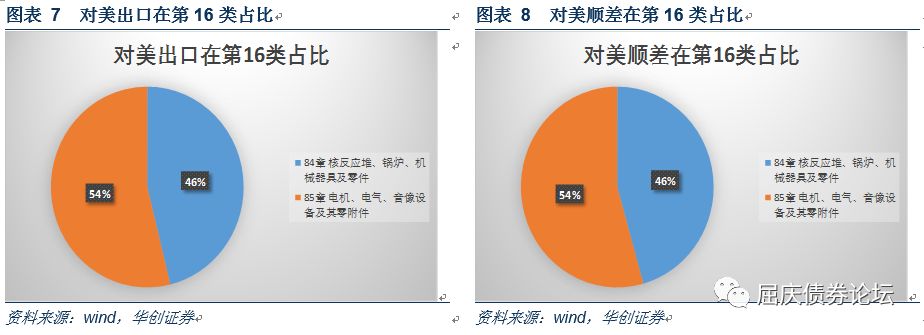 图表 7 对美出口在第 16 类占比
对美出口在第16类占比
54%
46%
84章 核反应堆、锅炉、机
械器具及零件
85章 电机、电气、音像设
备及其零附件
资料来源：wind，华创证券
图表 8 对美顺差在第 16 类占比
对美顺差在第16类占比
54%
46%
84章 核反应堆、锅炉、机
械器具及零件
85章 电机、电气、音像设
备及其零附件
资料来源：wind，华创证券
屈庆债券论坛